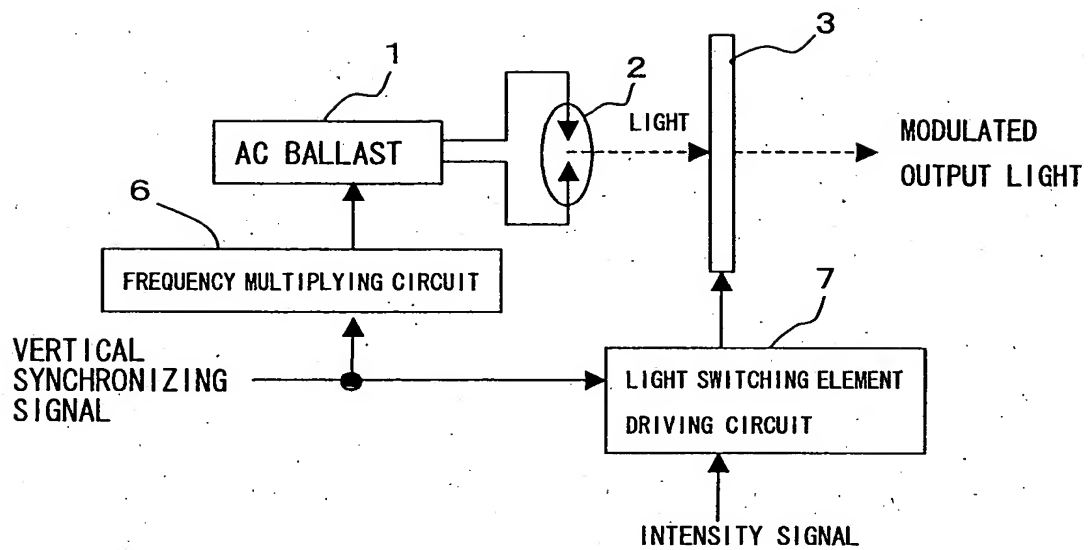 3
1
2
LIGHT
AC BALLAST
MODULATED
OUTPUT LIGHT
6
FREQUENCY MULTIPLYING CIRCUIT
7
VERTICAL
SYNCHRONIZING
SIGNAL
LIGHT SWITCHING ELEMENT
DRIVING CIRCUIT
INTENSITY SIGNAL